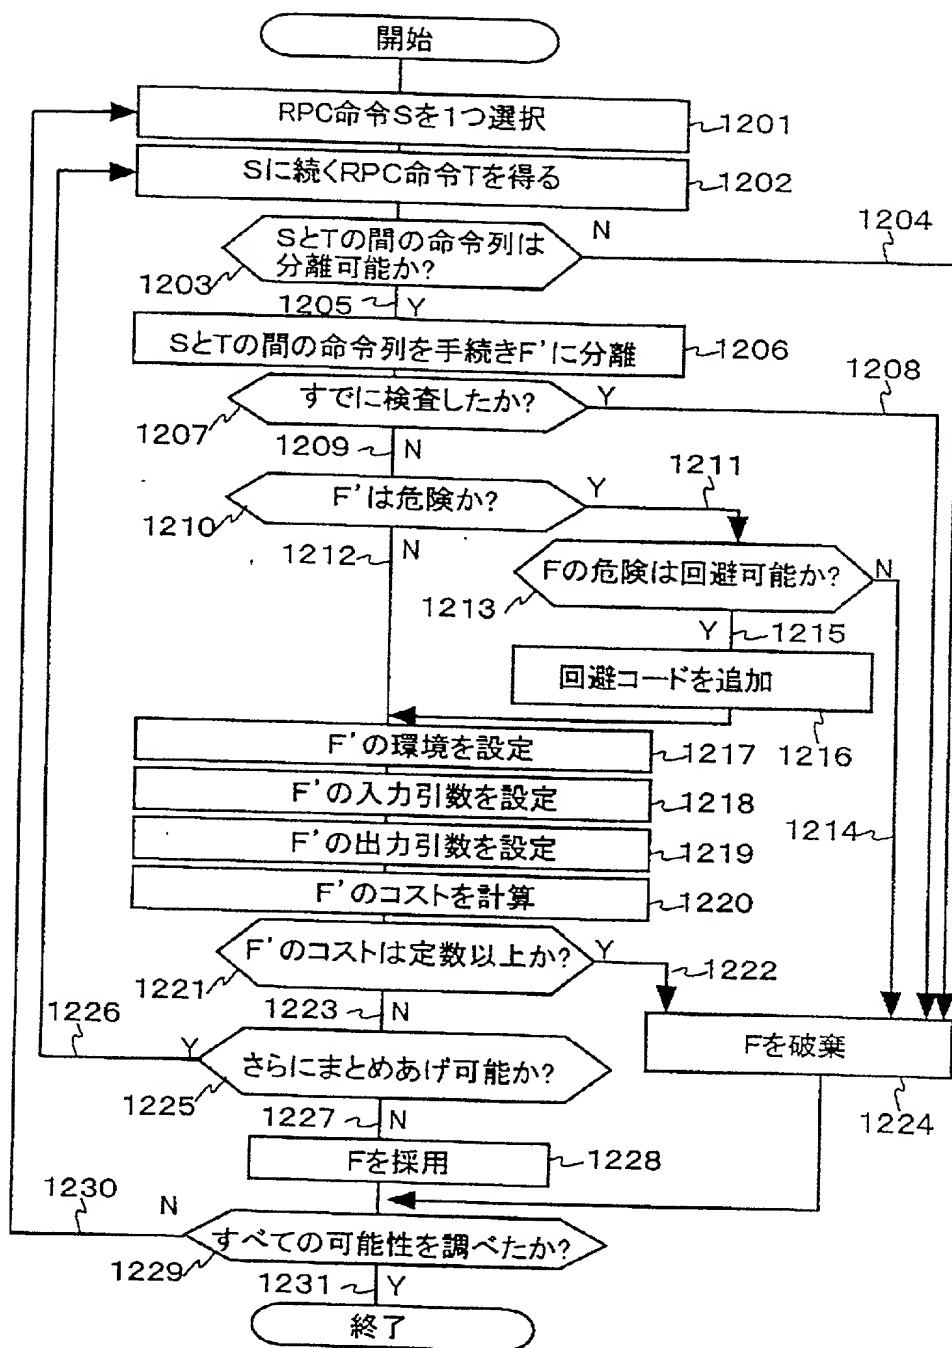 開始
RPC命令Sを1つ選択
1201
Sに続くRPC命令Tを得る
1202
SとTの間の命令列は
分離可能か?
N
1204
1203
1205
Y
SとTの間の命令列を手続きF'に分離
1206
1208
すでに検査したか?
Y
1207
1209
N
1211
F'は危険か?
Y
1210
1212
N
Fの危険は回避可能か?
N
1213
Y
1215
回避コードを追加
F'の環境を設定
1217
1216
F'の入力引数を設定
1218
1214
F'の出力引数を設定
1219
F'のコストを計算
1220
F'のコストは定数以上か?
Y
1222
1221
1223
N
1226
Y
さらにまとめあげ可能か?
Fを破棄
1225
1227
N
1224
Fを採用
1228
1230
N
すべての可能性を調べたか?
1229
1231
Y
終了